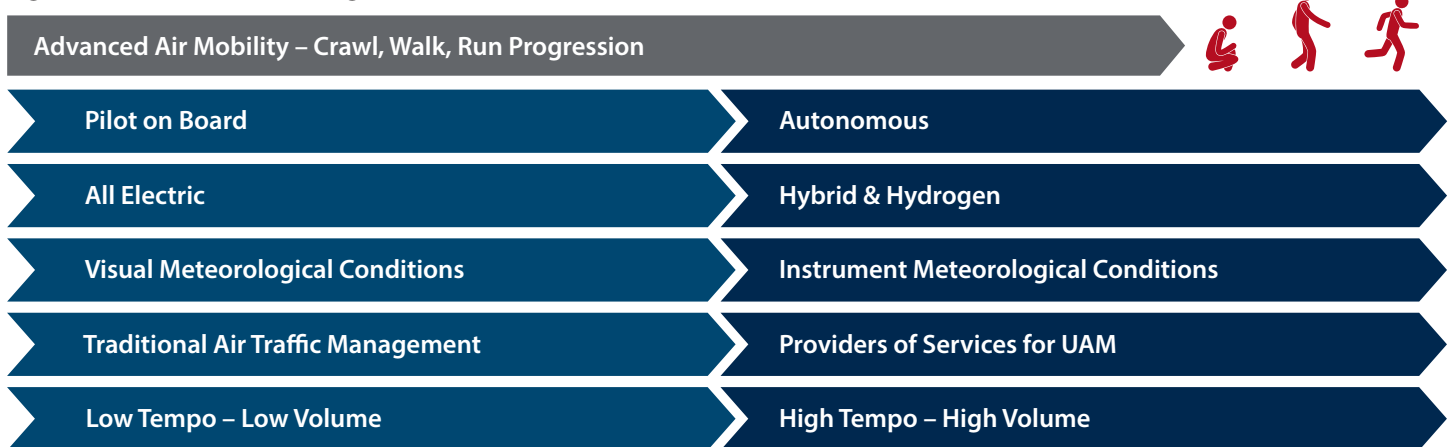 Advanced Air Mobility – Crawl, Walk, Run Progression
Pilot on Board
Autonomous
All Electric
Hybrid & Hydrogen
Visual Meteorological Conditions
Instrument Meteorological Conditions
Traditional Air Traffic Management
Providers of Services for UAM
Low Tempo – Low Volume
High Tempo – High Volume